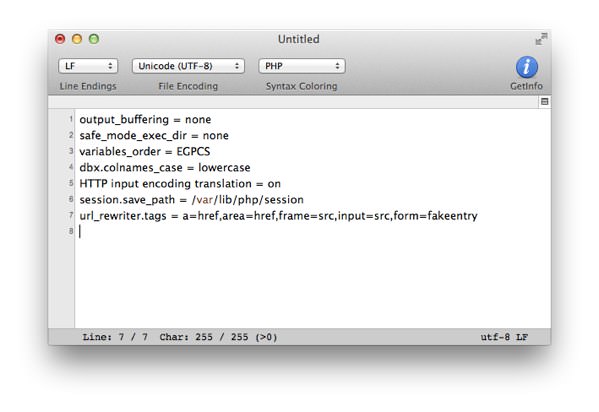 Untitled
LF Unicode (UTF-8) PHP
Line Endings File Encoding Syntax Coloring GetInfo
1 output_buffering = none
2 safe_mode_exec_dir = none
3 variables_order = EGPCS
4 dbx.colnames_case = lowercase
5 HTTP input encoding translation = on
6 session.save_path = /var/lib/php/session
7 url_rewriter.tags = a=href,area=href,frame=src,input=src,form=fakeentry
8
Line: 7 / 7 Char: 255 / 255 (>0) utf-8 LF